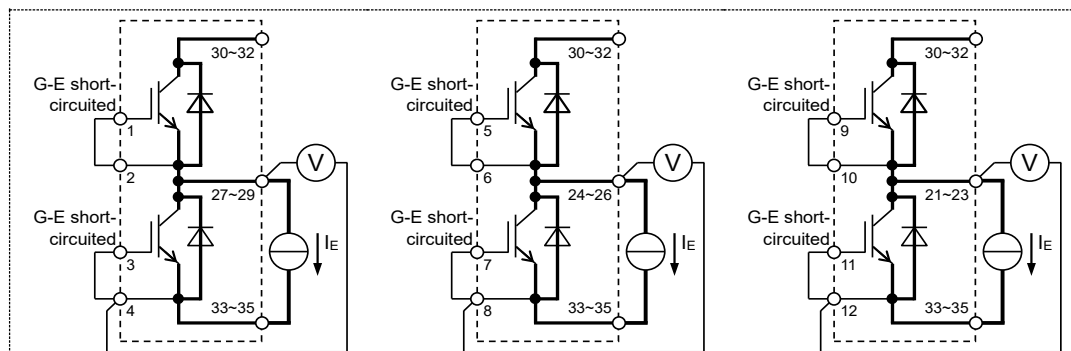 30~32
G-E short-
circuited
1
2
V
27~29
G-E short-
circuited
3
IE
4
33~35
30~32
G-E short-
circuited
5
6
V
24~26
G-E short-
circuited
7
IE
8
33~35
30~32
G-E short-
circuited
9
10
V
21~23
G-E short-
circuited
11
IE
12
33~35